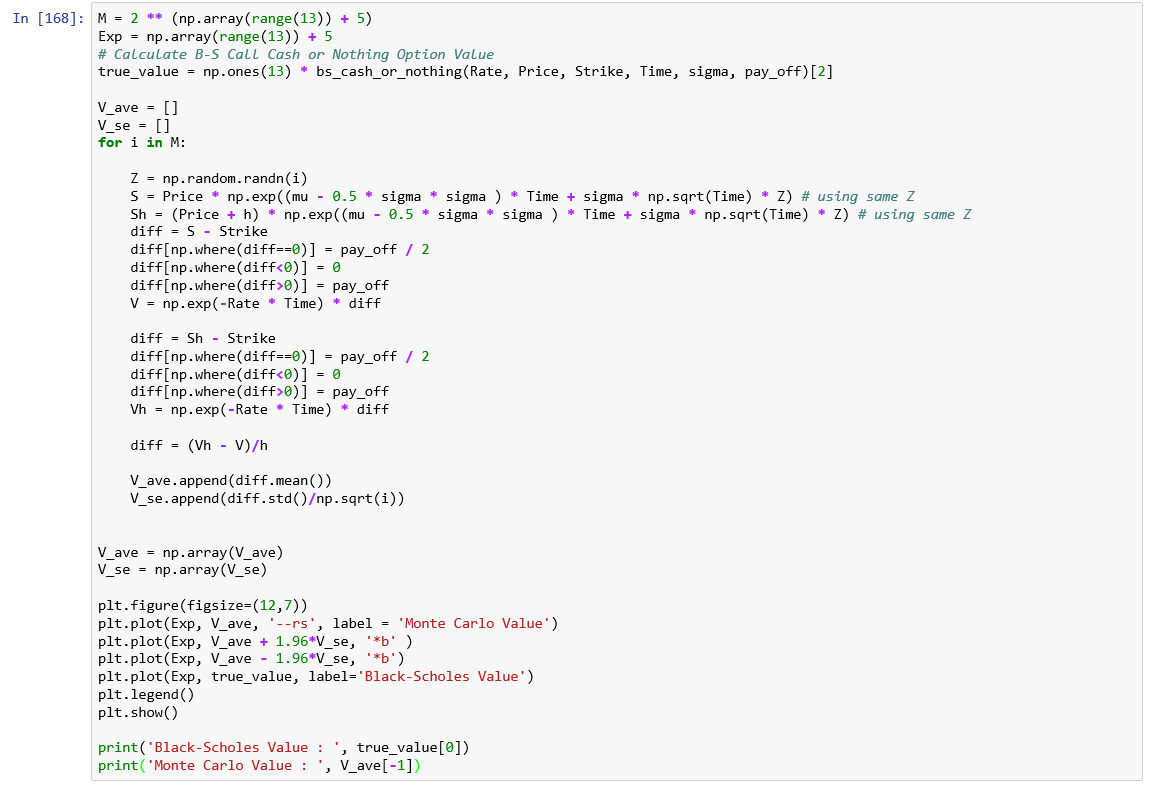 In [168]: M = 2 ** (np.array(range(13)) + 5)
Exp = np.array(range(13)) + 5
# Calculate B-S Call Cash or Nothing Option Value
true_value = np.ones(13) * bs_cash_or_nothing(Rate, Price, Strike, Time, sigma, pay_off)[2]

V_ave = []
V_se = []
for i in M:

    Z = np.random.randn(i)
    S = Price * np.exp((mu - 0.5 * sigma * sigma ) * Time + sigma * np.sqrt(Time) * Z) # using same Z
    Sh = (Price + h) * np.exp((mu - 0.5 * sigma * sigma ) * Time + sigma * np.sqrt(Time) * Z) # using same Z
    diff = S - Strike
    diff[np.where(diff==0)] = pay_off / 2
    diff[np.where(diff<0)] = 0
    diff[np.where(diff>0)] = pay_off
    V = np.exp(-Rate * Time) * diff

    diff = Sh - Strike
    diff[np.where(diff==0)] = pay_off / 2
    diff[np.where(diff<0)] = 0
    diff[np.where(diff>0)] = pay_off
    Vh = np.exp(-Rate * Time) * diff

    diff = (Vh - V)/h

    V_ave.append(diff.mean())
    V_se.append(diff.std()/np.sqrt(i))


V_ave = np.array(V_ave)
V_se = np.array(V_se)

plt.figure(figsize=(12,7))
plt.plot(Exp, V_ave, '--rs', label = 'Monte Carlo Value')
plt.plot(Exp, V_ave + 1.96*V_se, '*b' )
plt.plot(Exp, V_ave - 1.96*V_se, '*b')
plt.plot(Exp, true_value, label='Black-Scholes Value')
plt.legend()
plt.show()

print('Black-Scholes Value : ', true_value[0])
print('Monte Carlo Value : ', V_ave[-1])